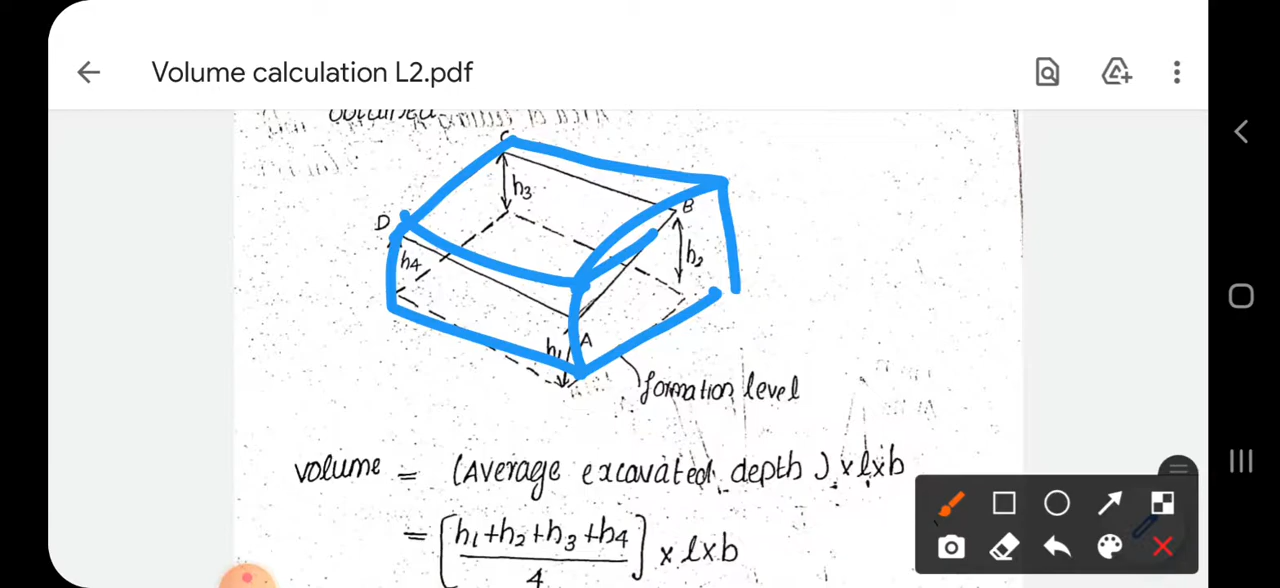 Volume calculation L2.pdf
obtained
C
h3
B
D
h2
h4
A
h1
formation level
volume = (Average excavated depth) x l x b
= [h1+h2+h3+h4
4] x l x b